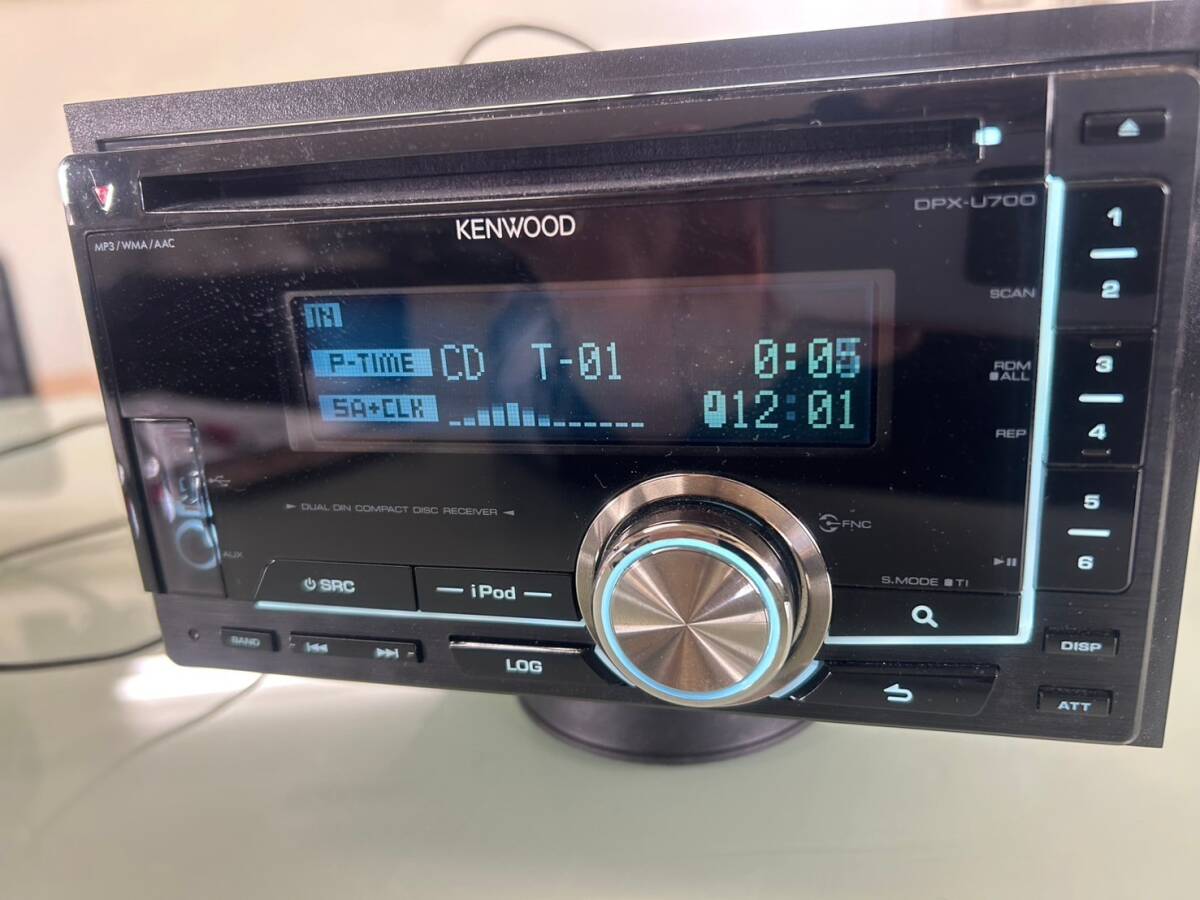 MP3/WMA/AAC
KENWOOD
DPX-U700
IN
P-TIME CD T-01 0:05
SA+CLK 12:01
SCAN
RDM
ALL
REP
1
2
3
4
5
6
DUAL DIN COMPACT DISC RECEIVER
FNC
AUX
S.MODE TI
SRC
iPod
BAND
LOG
DISP
ATT